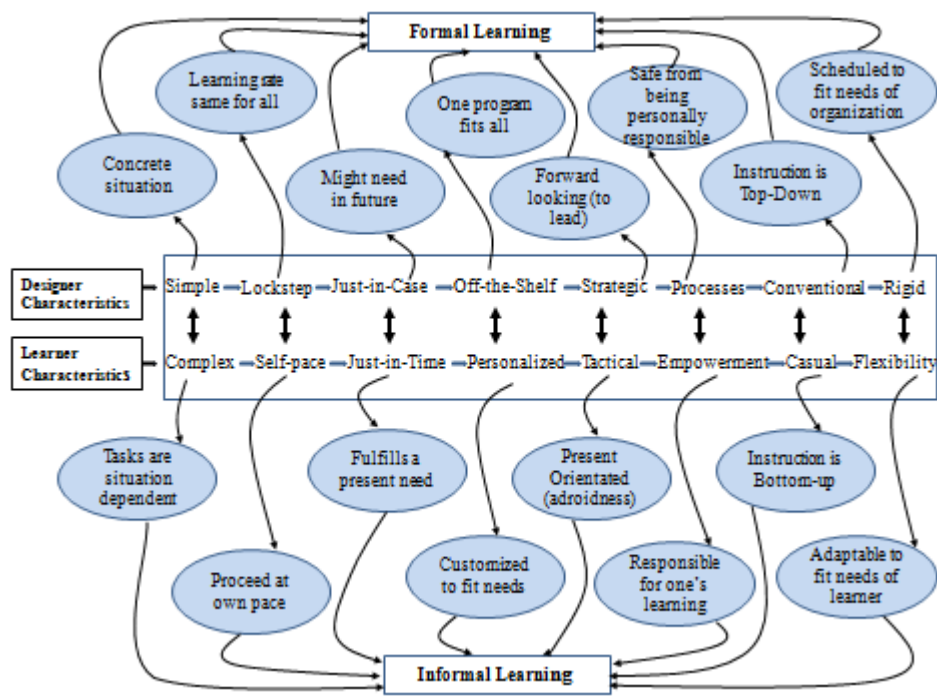 Formal Learning
Learning rate
same for all
One program
fits all
Safe from
being
personally
responsible
Scheduled to
fit needs of
organization
Concrete
situation
Might need
in future
Forward
looking (to
lead)
Instruction is
Top-Down
Designer
Characteristics
Simple
Lockstep
Just-in-Case
Off-the-Shelf
Strategic
Processes
Conventional
Rigid
Learner
Characteristics
Complex
Self-pace
Just-in-Time
Personalized
Tactical
Empowerment
Casual
Flexibility
Tasks are
situation
dependent
Fulfills a
present need
Present
Orientated
(adroidness)
Instruction is
Bottom-up
Proceed at
own pace
Customized
to fit needs
Responsible
for one's
learning
Adaptable to
fit needs of
learner
Informal Learning